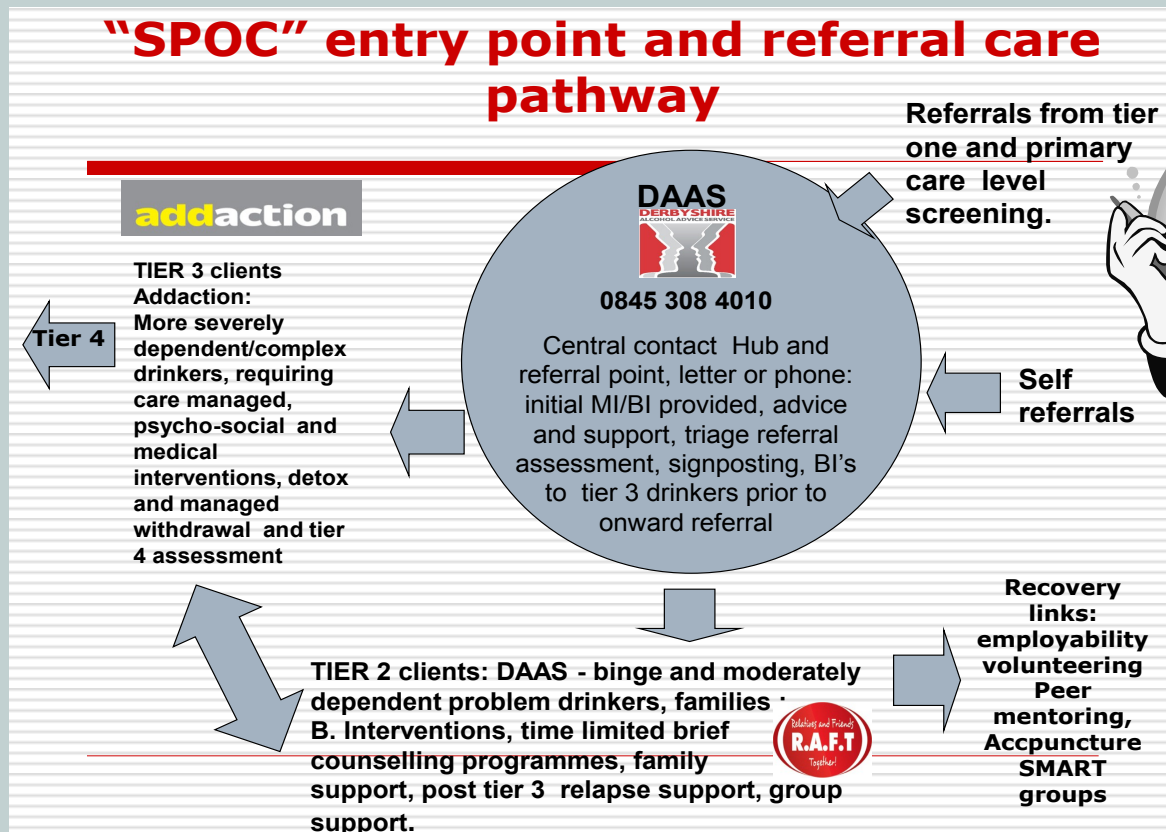 “SPOC” entry point and referral care
pathway
Referrals from tier
one and primary
care level
screening.
addaction
DAAS
DERBYSHIRE
ALCOHOL ADVICE SERVICE
0845 308 4010
Central contact Hub and
referral point, letter or phone:
initial MI/BI provided, advice
and support, triage referral
assessment, signposting, BI's
to tier 3 drinkers prior to
onward referral
Self
referrals
TIER 3 clients
Addaction:
More severely
dependent/complex
drinkers, requiring
care managed,
psycho-social and
medical
interventions, detox
and managed
withdrawal and tier
4 assessment
Tier 4
TIER 2 clients: DAAS - binge and moderately
dependent problem drinkers, families :
B. Interventions, time limited brief
counselling programmes, family
support, post tier 3 relapse support, group
support.
Relatives and Friends
R.A.F.T
Together!
Recovery
links:
employability
volunteering
Peer
mentoring,
Accpuncture
SMART
groups